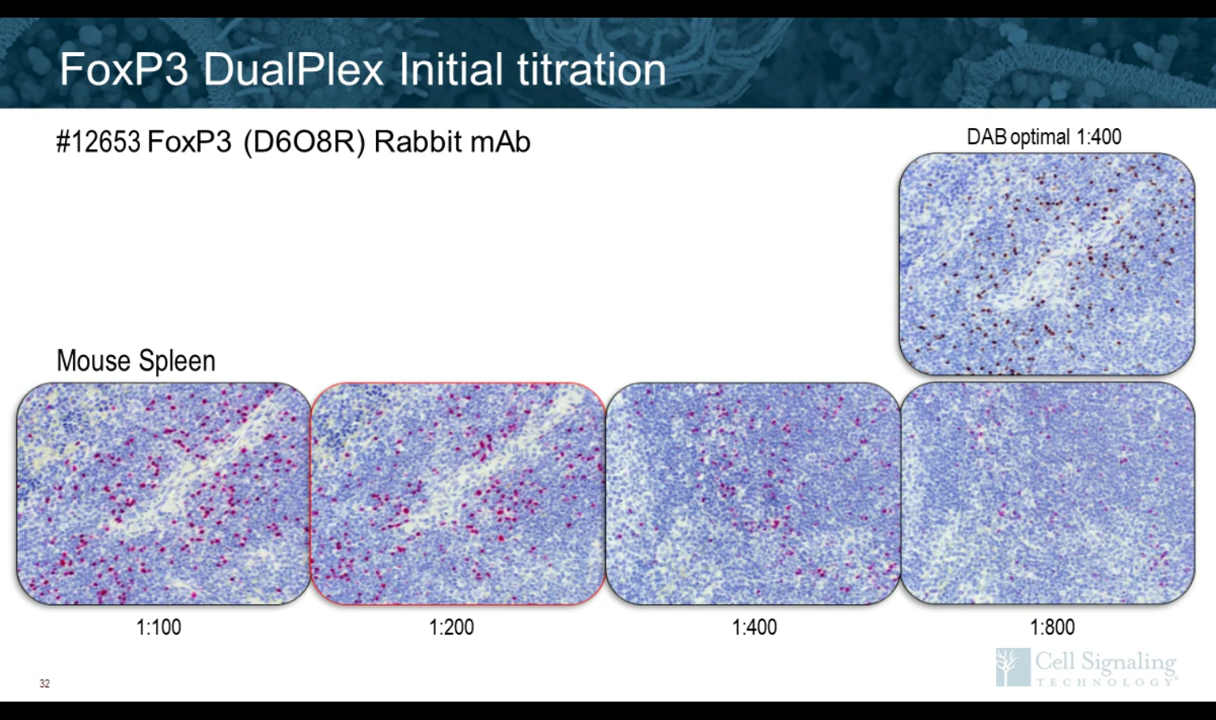 FoxP3 DualPlex Initial titration
#12653 FoxP3 (D6O8R) Rabbit mAb
DAB optimal 1:400
Mouse Spleen
1:100
1:200
1:400
1:800
32
Cell Signaling
TECHNOLOGY®